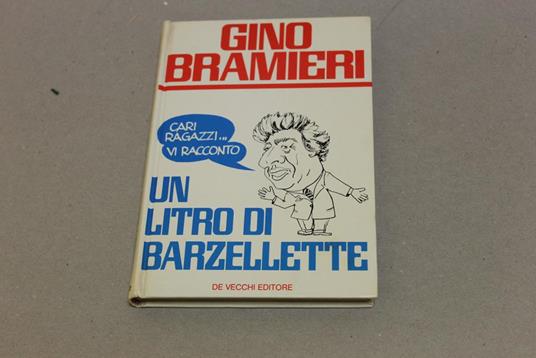 GINO
BRAMIERI
CARI
RAGAZZI...
VI RACCONTO
UN
LITRO DI
BARZELLETTE
DE VECCHI EDITORE